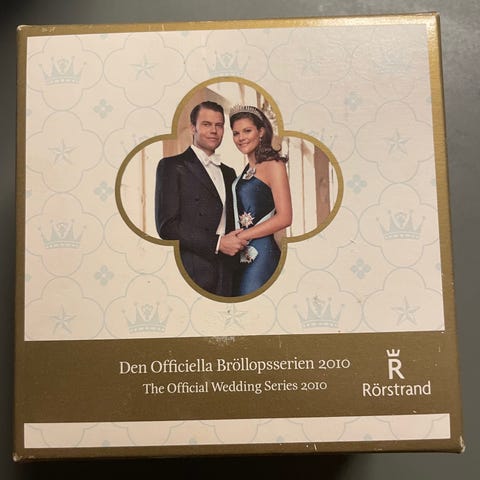 Den Officiella Bröllopsserien 2010
The Official Wedding Series 2010
R
Rörstrand